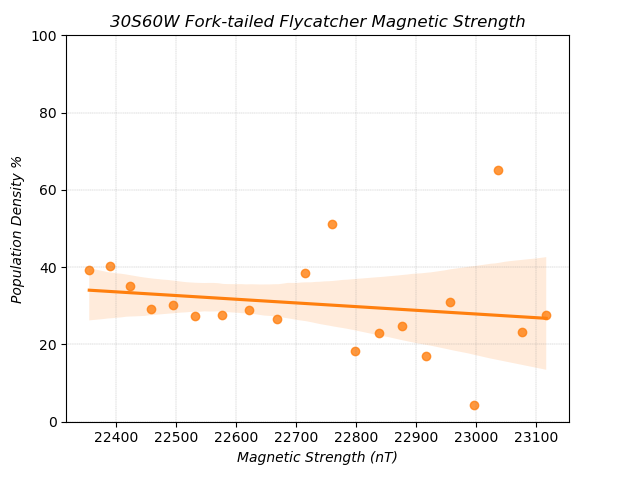 30S60W Fork-tailed Flycatcher Magnetic Strength
100
80
60
40
20
0
Population Density %
22400 22500 22600 22700 22800 22900 23000 23100
Magnetic Strength (nT)